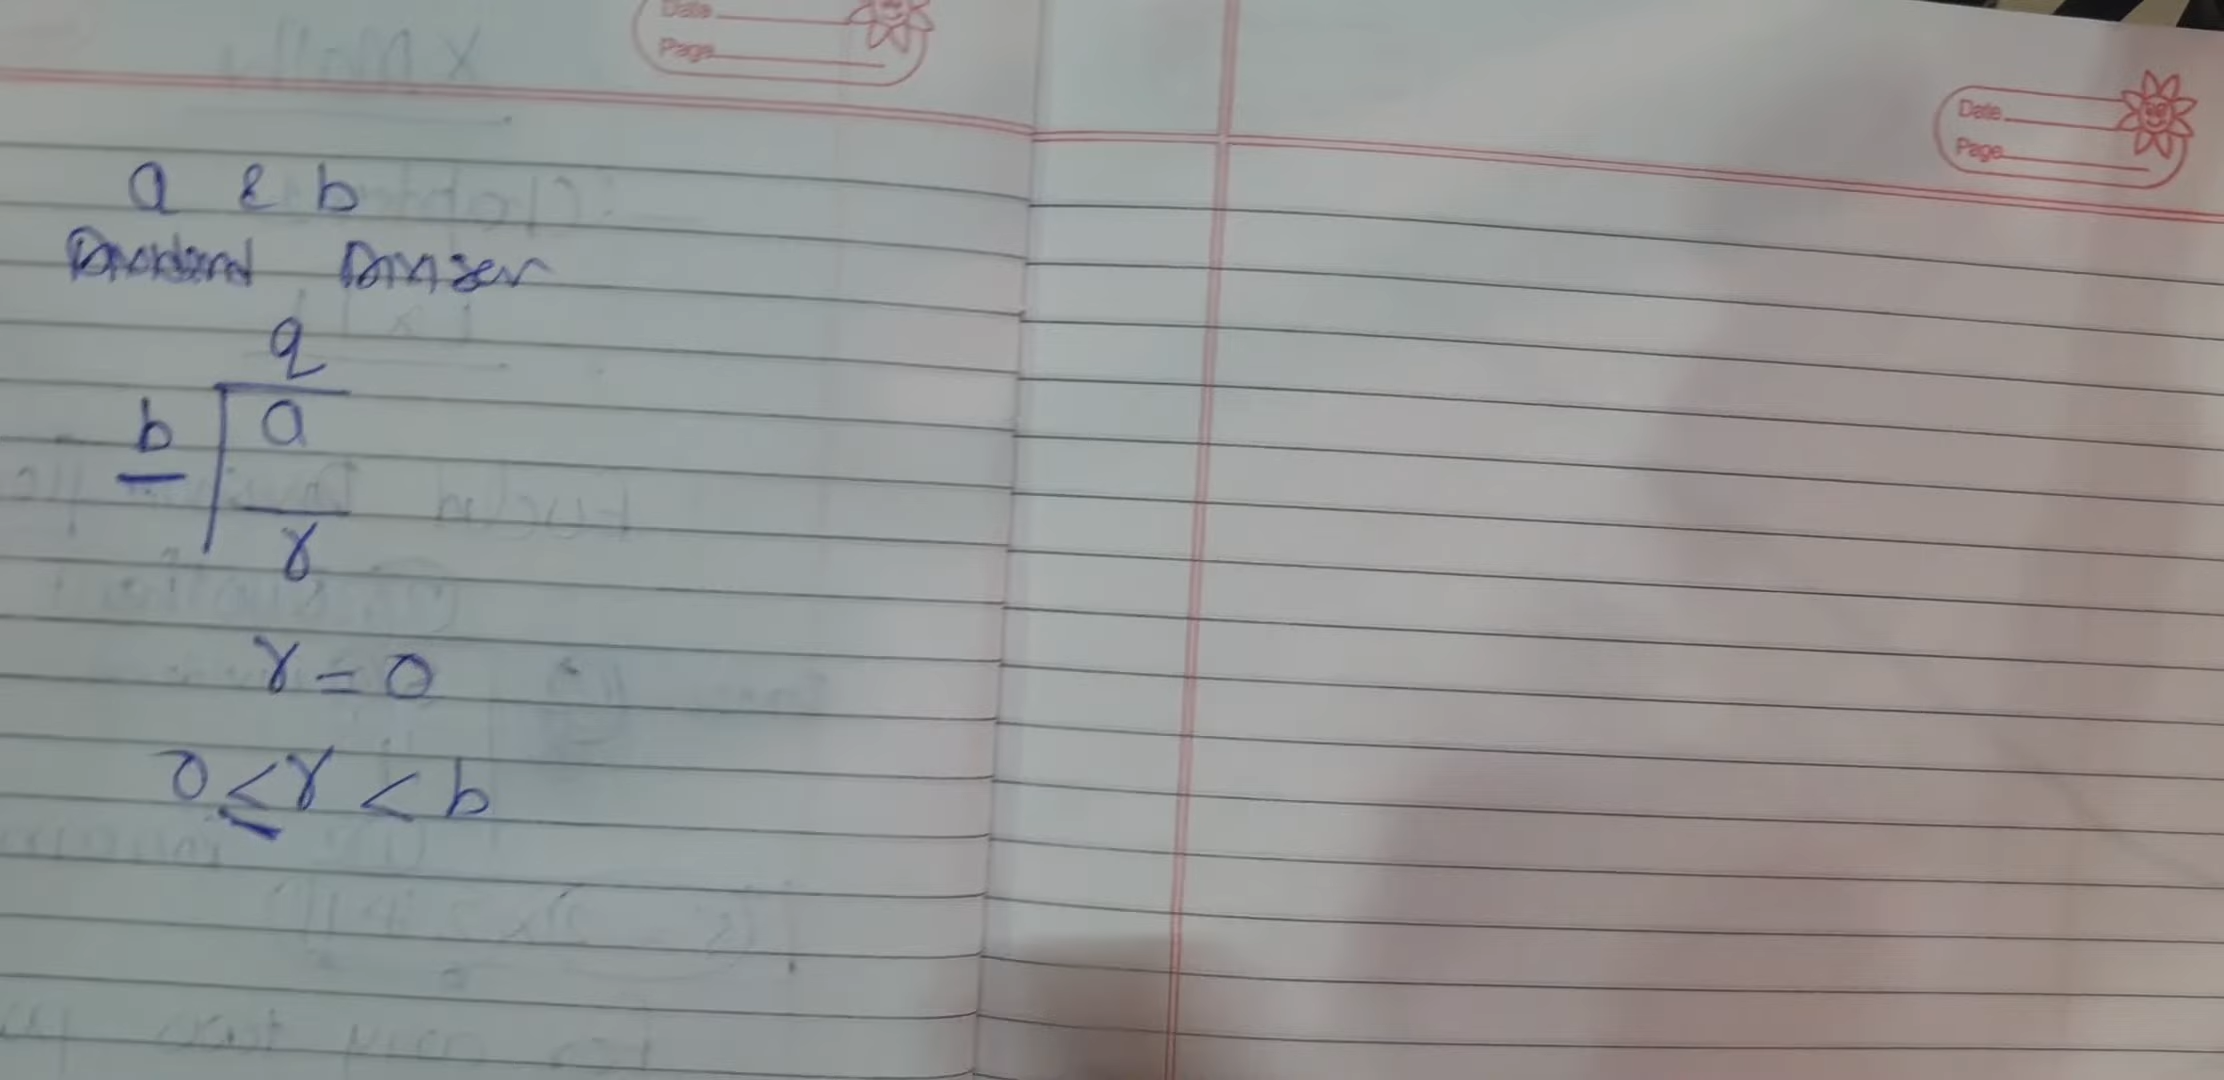 Date
Page
a & b
Dividend Divisor
q
b a
r
r = 0
0 ≤ r < b
Date
Page